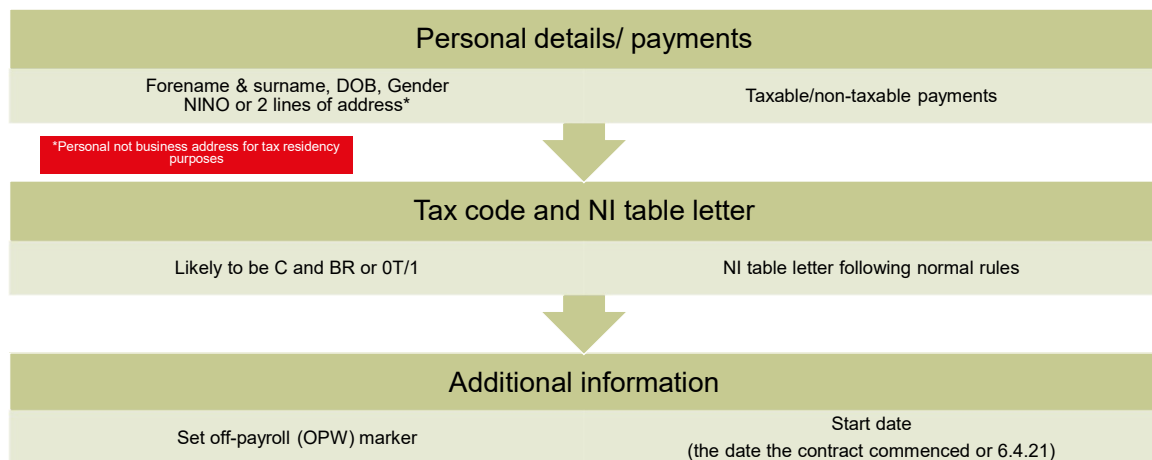 Personal details/ payments
Forename & surname, DOB, Gender
NINO or 2 lines of address*
Taxable/non-taxable payments
*Personal not business address for tax residency
purposes
Tax code and NI table letter
Likely to be C and BR or 0T/1
NI table letter following normal rules
Additional information
Set off-payroll (OPW) marker
Start date
(the date the contract commenced or 6.4.21)